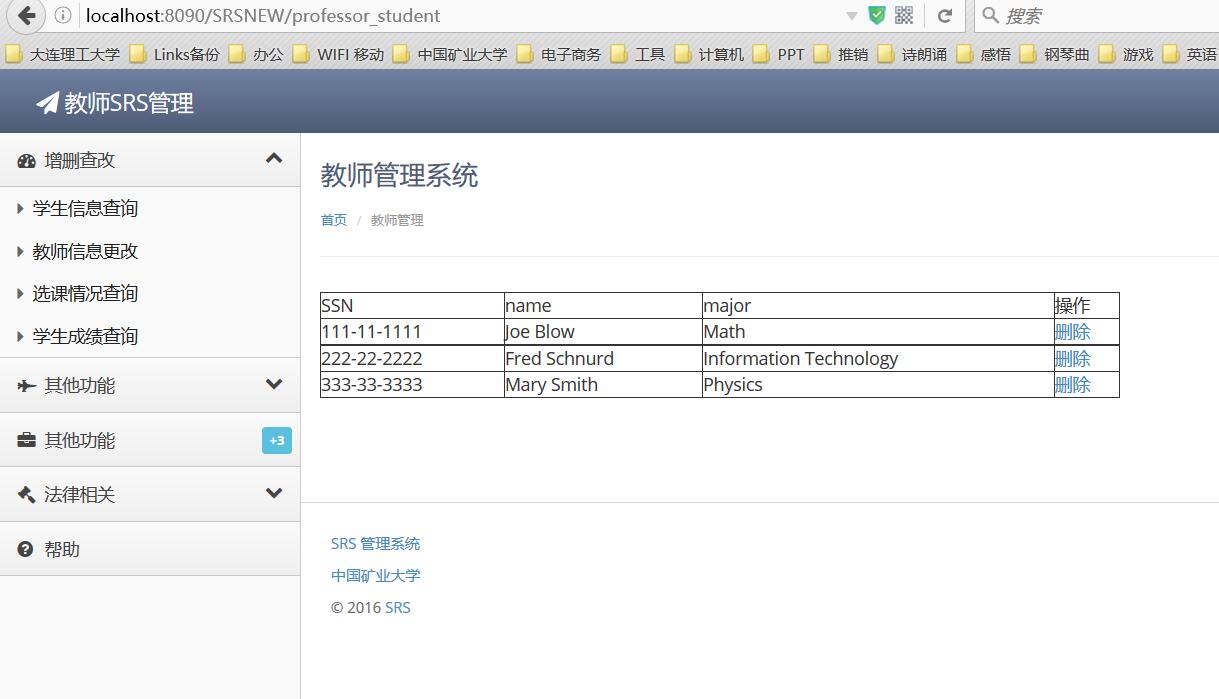 localhost:8090/SRSNEW/professor_student 搜索
大连理工大学 Links备份 办公 WIFI 移动 中国矿业大学 电子商务 工具 计算机 PPT 推销 诗朗诵 感悟 钢琴曲 游戏 英语
教师SRS管理
增删查改
学生信息查询
教师信息更改
选课情况查询
学生成绩查询
其他功能
其他功能 +3
法律相关
帮助
教师管理系统
首页 / 教师管理
SSN name major 操作
111-11-1111 Joe Blow Math 删除
222-22-2222 Fred Schnurd Information Technology 删除
333-33-3333 Mary Smith Physics 删除
SRS 管理系统
中国矿业大学
© 2016 SRS